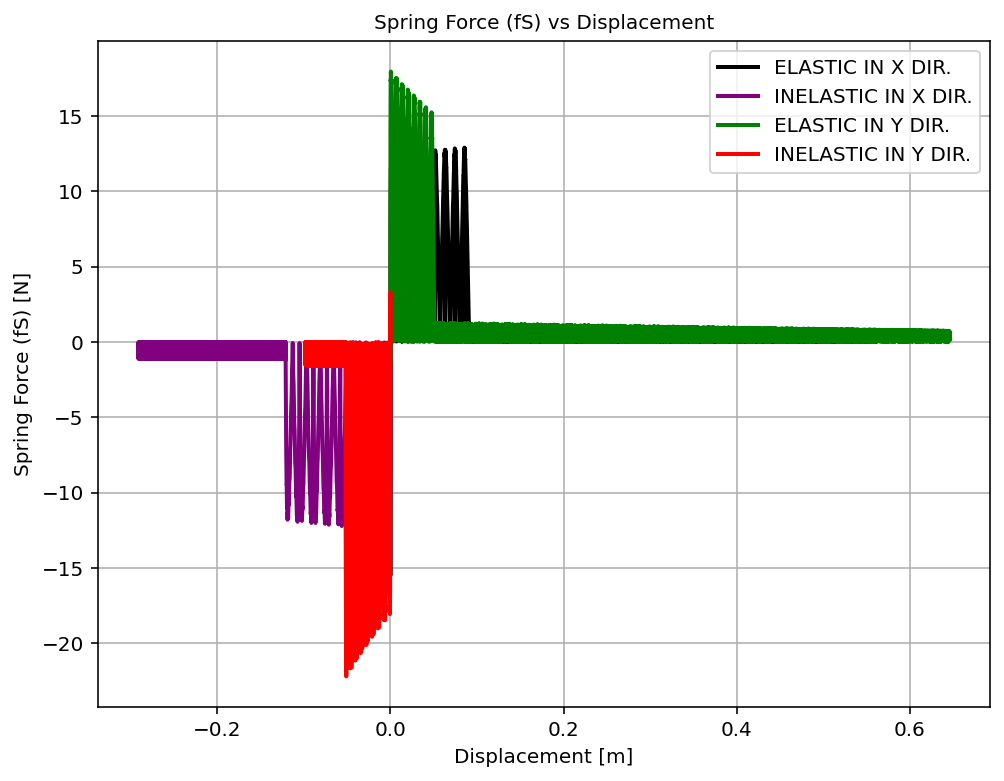 Spring Force (fS) vs Displacement
ELASTIC IN X DIR.
INELASTIC IN X DIR.
ELASTIC IN Y DIR.
INELASTIC IN Y DIR.
Spring Force (fS) [N]
15
10
5
0
−5
−10
−15
−20
−0.2 0.0 0.2 0.4 0.6
Displacement [m]